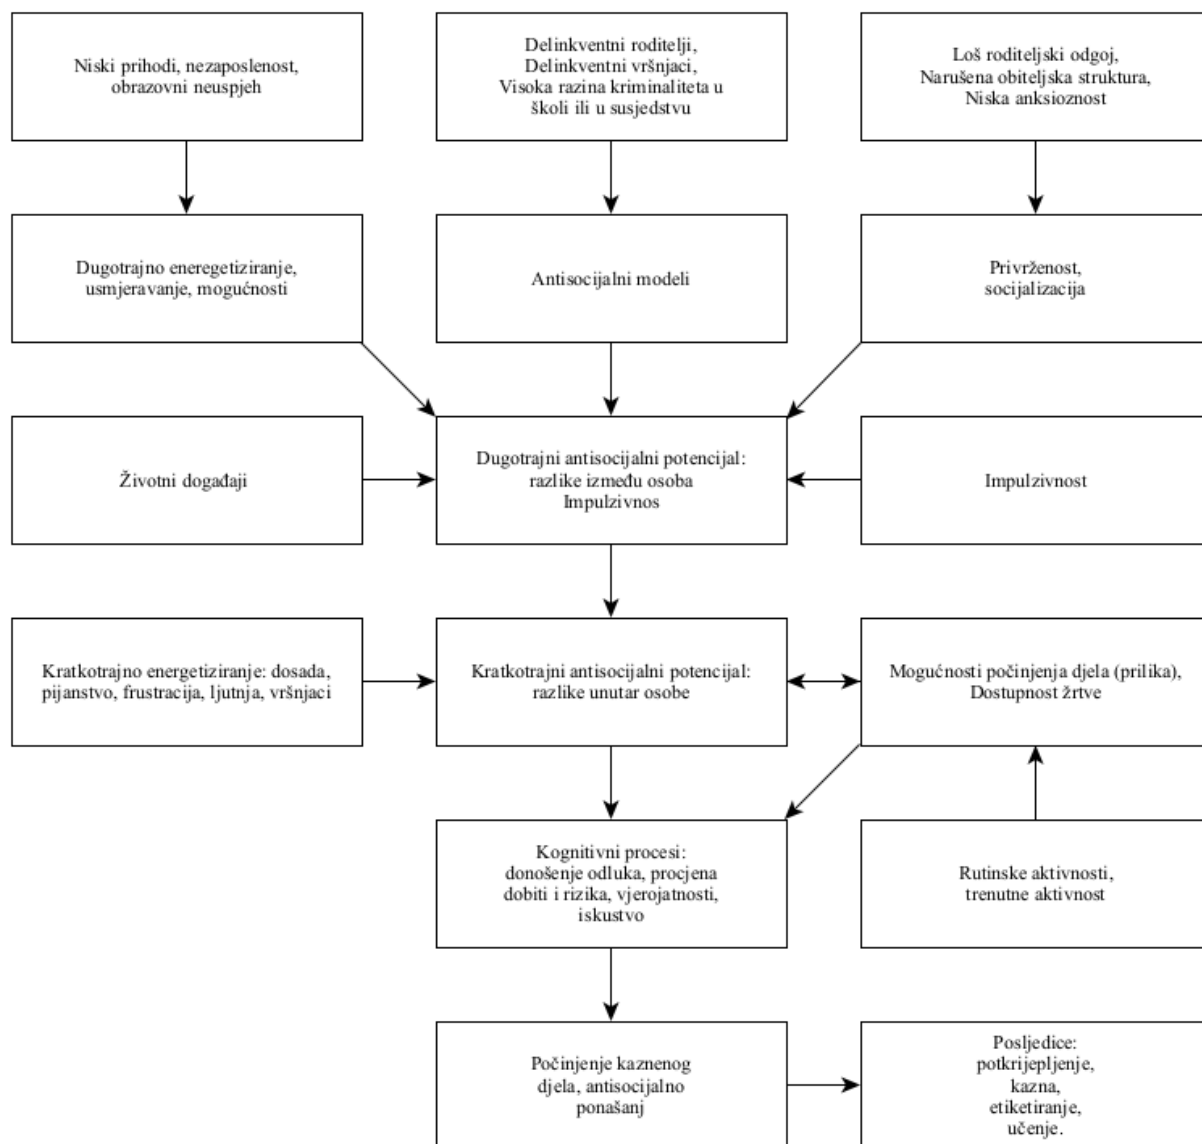 Niski prihodi, nezaposlenost,
obrazovni neuspjeh
Delinkventni roditelji,
Delinkventni vršnjaci,
Visoka razina kriminaliteta u
školi ili u susjedstvu
Loš roditeljski odgoj,
Narušena obiteljska struktura,
Niska anksioznost
Dugotrajno eneregetiziranje,
usmjeravanje, mogućnosti
Antisocijalni modeli
Privrženost,
socijalizacija
Životni događaji
Dugotrajni antisocijalni potencijal:
razlike između osoba
Impulzivnos
Impulzivnost
Kratkotrajno energetiziranje: dosada,
pijanstvo, frustracija, ljutnja, vršnjaci
Kratkotrajni antisocijalni potencijal:
razlike unutar osobe
Mogućnosti počinjenja djela (prilika),
Dostupnost žrtve
Kognitivni procesi:
donošenje odluka, procjena
dobiti i rizika, vjerojatnosti,
iskustvo
Rutinske aktivnosti,
trenutne aktivnost
Počinjenje kaznenog
djela, antisocijalno
ponašanj
Posljedice:
potkrijepljenje,
kazna,
etiketiranje,
učenje.